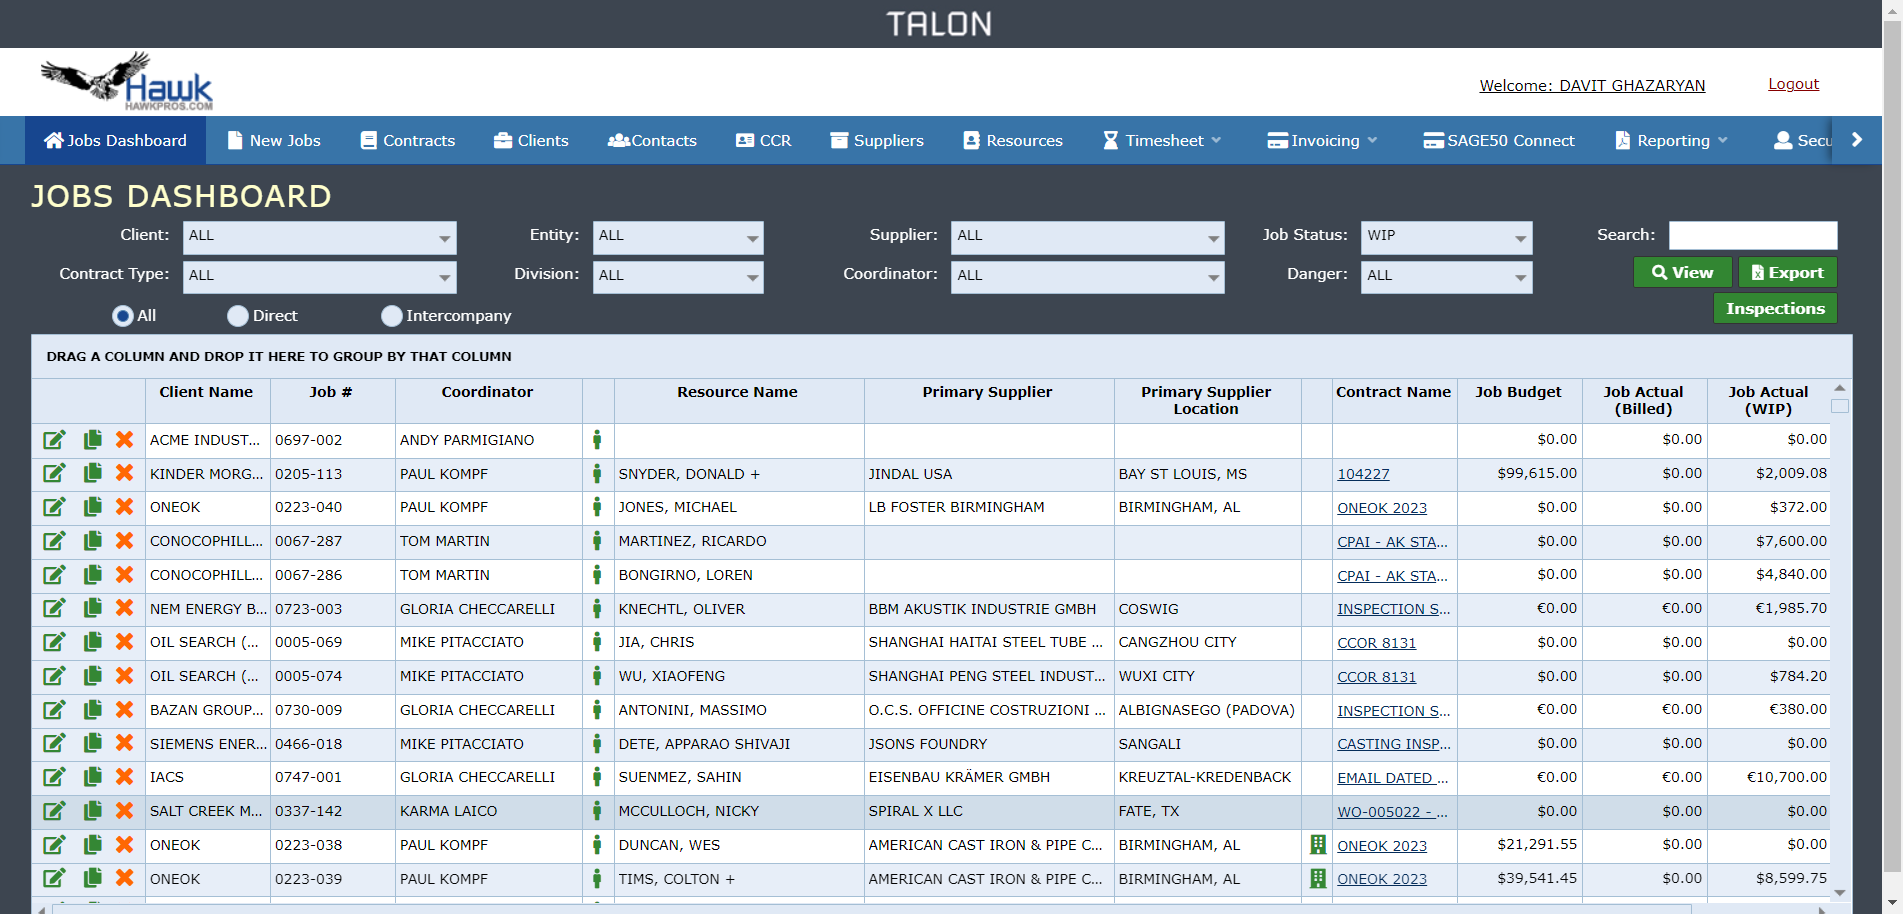 TALON
Hawk
HAWKPROS.COM
Welcome: DAVIT GHAZARYAN Logout
Jobs Dashboard New Jobs Contracts Clients Contacts CCR Suppliers Resources Timesheet Invoicing SAGE50 Connect Reporting Secu
JOBS DASHBOARD
Client: ALL Entity: ALL Supplier: ALL Job Status: WIP Search:
Contract Type: ALL Division: ALL Coordinator: ALL Danger: ALL View Export
All Direct Intercompany Inspections
DRAG A COLUMN AND DROP IT HERE TO GROUP BY THAT COLUMN
Client Name Job # Coordinator Resource Name Primary Supplier Primary Supplier Location Contract Name Job Budget Job Actual (Billed) Job Actual (WIP)
ACME INDUST... 0697-002 ANDY PARMIGIANO $0.00 $0.00 $0.00
KINDER MORG... 0205-113 PAUL KOMPF SNYDER, DONALD + JINDAL USA BAY ST LOUIS, MS 104227 $99,615.00 $0.00 $2,009.08
ONEOK 0223-040 PAUL KOMPF JONES, MICHAEL LB FOSTER BIRMINGHAM BIRMINGHAM, AL ONEOK 2023 $0.00 $0.00 $372.00
CONOCOPHILL... 0067-287 TOM MARTIN MARTINEZ, RICARDO CPAI - AK STA... $0.00 $0.00 $7,600.00
CONOCOPHILL... 0067-286 TOM MARTIN BONGIRNO, LOREN CPAI - AK STA... $0.00 $0.00 $4,840.00
NEM ENERGY B... 0723-003 GLORIA CHECCARELLI KNECHTL, OLIVER BBM AKUSTIK INDUSTRIE GMBH COSWIG INSPECTION S... €0.00 €0.00 €1,985.70
OIL SEARCH (... 0005-069 MIKE PITACCIATO JIA, CHRIS SHANGHAI HAITAI STEEL TUBE ... CANGZHOU CITY CCOR 8131 $0.00 $0.00 $0.00
OIL SEARCH (... 0005-074 MIKE PITACCIATO WU, XIAOFENG SHANGHAI PENG STEEL INDUST... WUXI CITY CCOR 8131 $0.00 $0.00 $784.20
BAZAN GROUP... 0730-009 GLORIA CHECCARELLI ANTONINI, MASSIMO O.C.S. OFFICINE COSTRUZIONI ... ALBIGNASEGO (PADOVA) INSPECTION S... €0.00 €0.00 €380.00
SIEMENS ENER... 0466-018 MIKE PITACCIATO DETE, APPARAO SHIVAJI JSONS FOUNDRY SANGALI CASTING INSP... $0.00 $0.00 $0.00
IACS 0747-001 GLORIA CHECCARELLI SUENMEZ, SAHIN EISENBAU KRÄMER GMBH KREUZTAL-KREDENBACK EMAIL DATED ... €0.00 €0.00 €10,700.00
SALT CREEK M... 0337-142 KARMA LAICO MCCULLOCH, NICKY SPIRAL X LLC FATE, TX WO-005022 - ... $0.00 $0.00 $0.00
ONEOK 0223-038 PAUL KOMPF DUNCAN, WES AMERICAN CAST IRON & PIPE C... BIRMINGHAM, AL ONEOK 2023 $21,291.55 $0.00 $0.00
ONEOK 0223-039 PAUL KOMPF TIMS, COLTON + AMERICAN CAST IRON & PIPE C... BIRMINGHAM, AL ONEOK 2023 $39,541.45 $0.00 $8,599.75